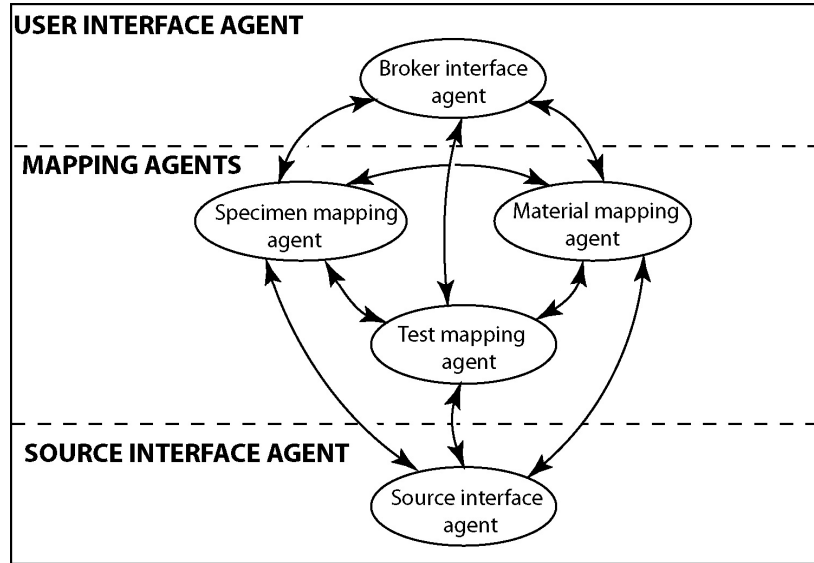 USER INTERFACE AGENT
Broker interface
agent
MAPPING AGENTS
Specimen mapping
agent
Material mapping
agent
Test mapping
agent
SOURCE INTERFACE AGENT
Source interface
agent